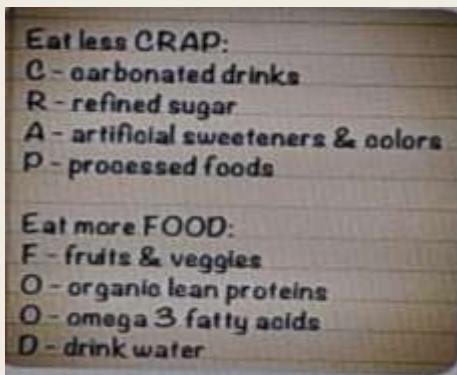 Eat less CRAP:
C - carbonated drinks
R - refined sugar
A - artificial sweeteners & colors
P - processed foods
Eat more FOOD:
F - fruits & veggies
O - organic lean proteins
O - omega 3 fatty acids
D - drink water